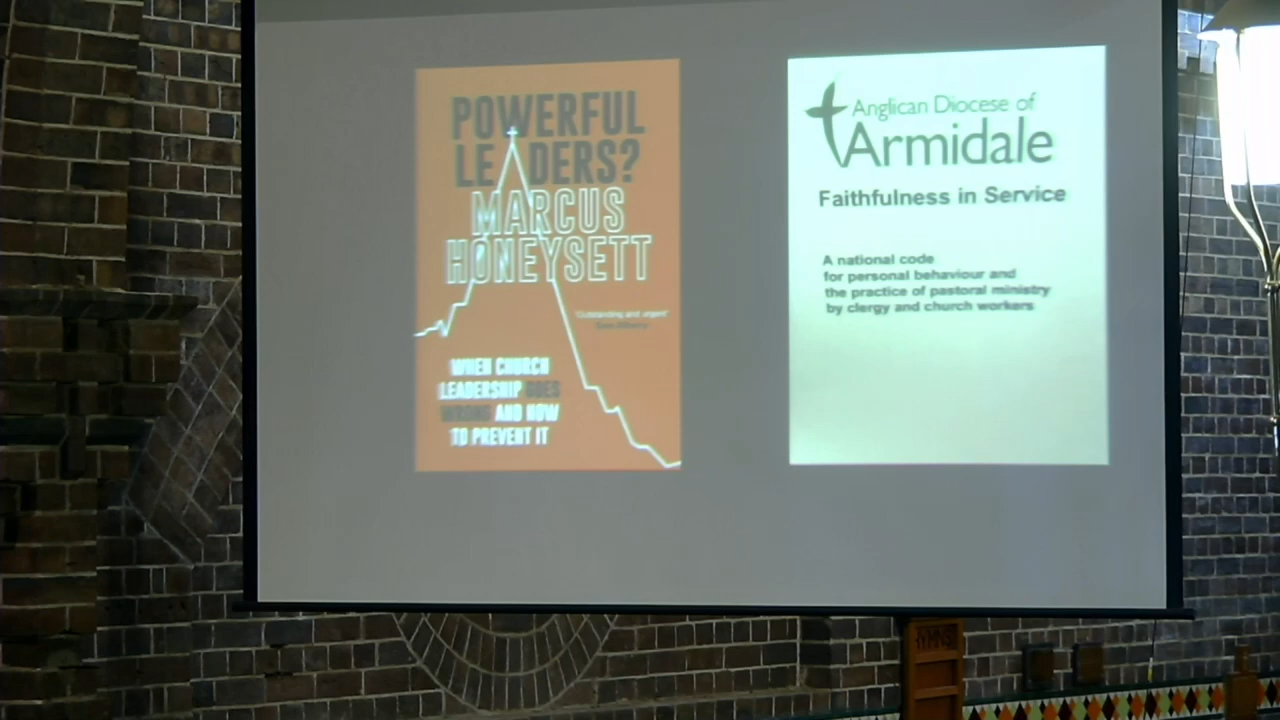 POWERFUL
LEADERS?
MARCUS
HONEYSETT
'Outstanding and urgent'
WHEN CHURCH
LEADERSHIP GOES
WRONG AND HOW
TO PREVENT IT
Anglican Diocese of
Armidale
Faithfulness in Service
A national code
for personal behaviour and
the practice of pastoral ministry
by clergy and church workers
HYMNS